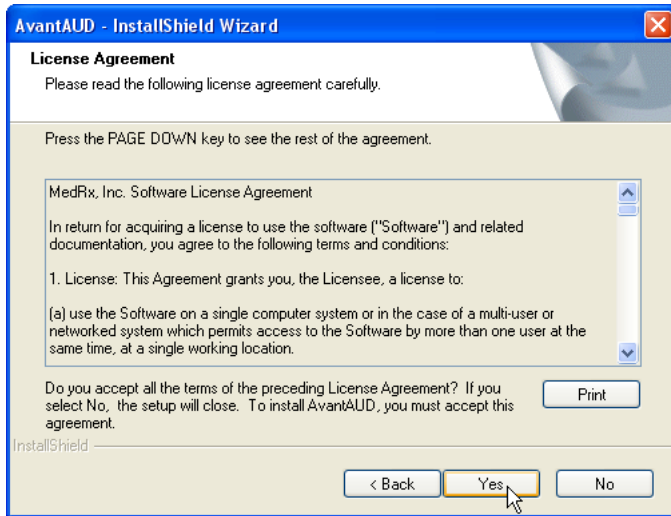 AvantAUD - InstallShield Wizard
License Agreement
Please read the following license agreement carefully.
Press the PAGE DOWN key to see the rest of the agreement.
MedRx, Inc. Software License Agreement
In return for acquiring a license to use the software ("Software") and related
documentation, you agree to the following terms and conditions:
1. License: This Agreement grants you, the Licensee, a license to:
(a) use the Software on a single computer system or in the case of a multi-user or
networked system which permits access to the Software by more than one user at the
same time, at a single working location.
Do you accept all the terms of the preceding License Agreement? If you
select No, the setup will close. To install AvantAUD, you must accept this
agreement.
Print
InstallShield
< Back
Yes
No